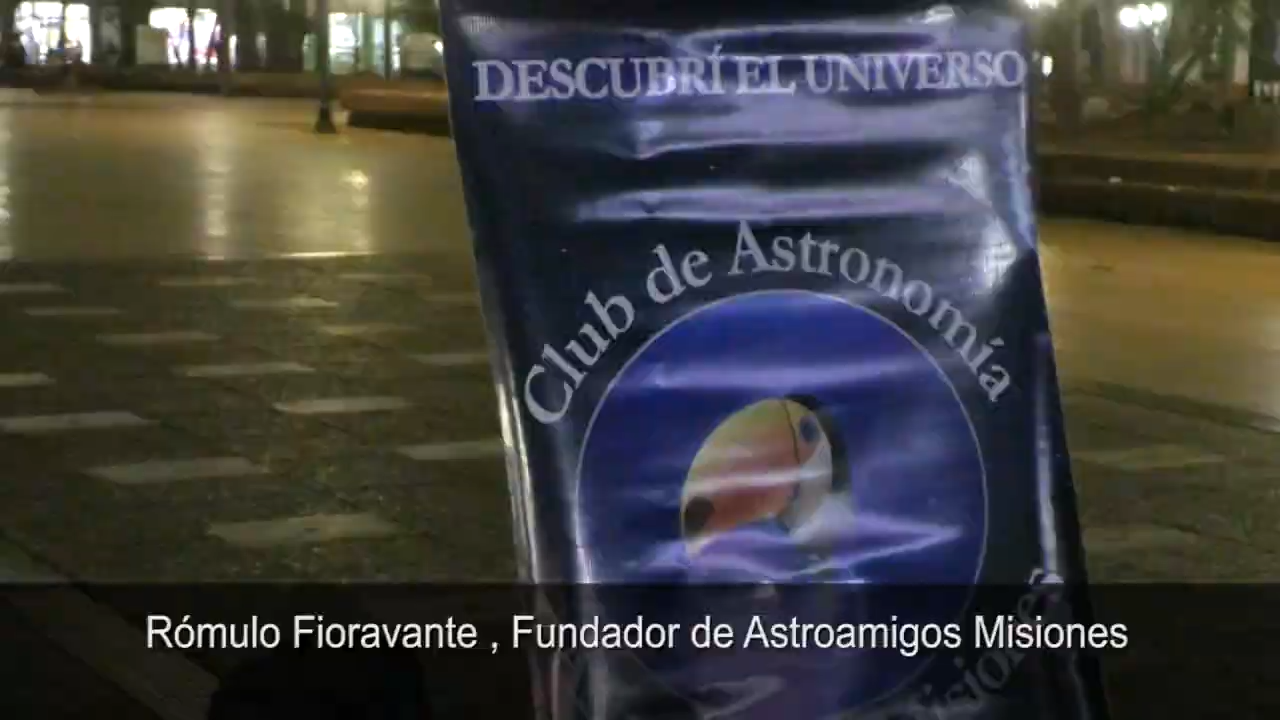 DESCUBRÍ EL UNIVERSO
Club de Astronomía
Rómulo Fioravante , Fundador de Astroamigos Misiones